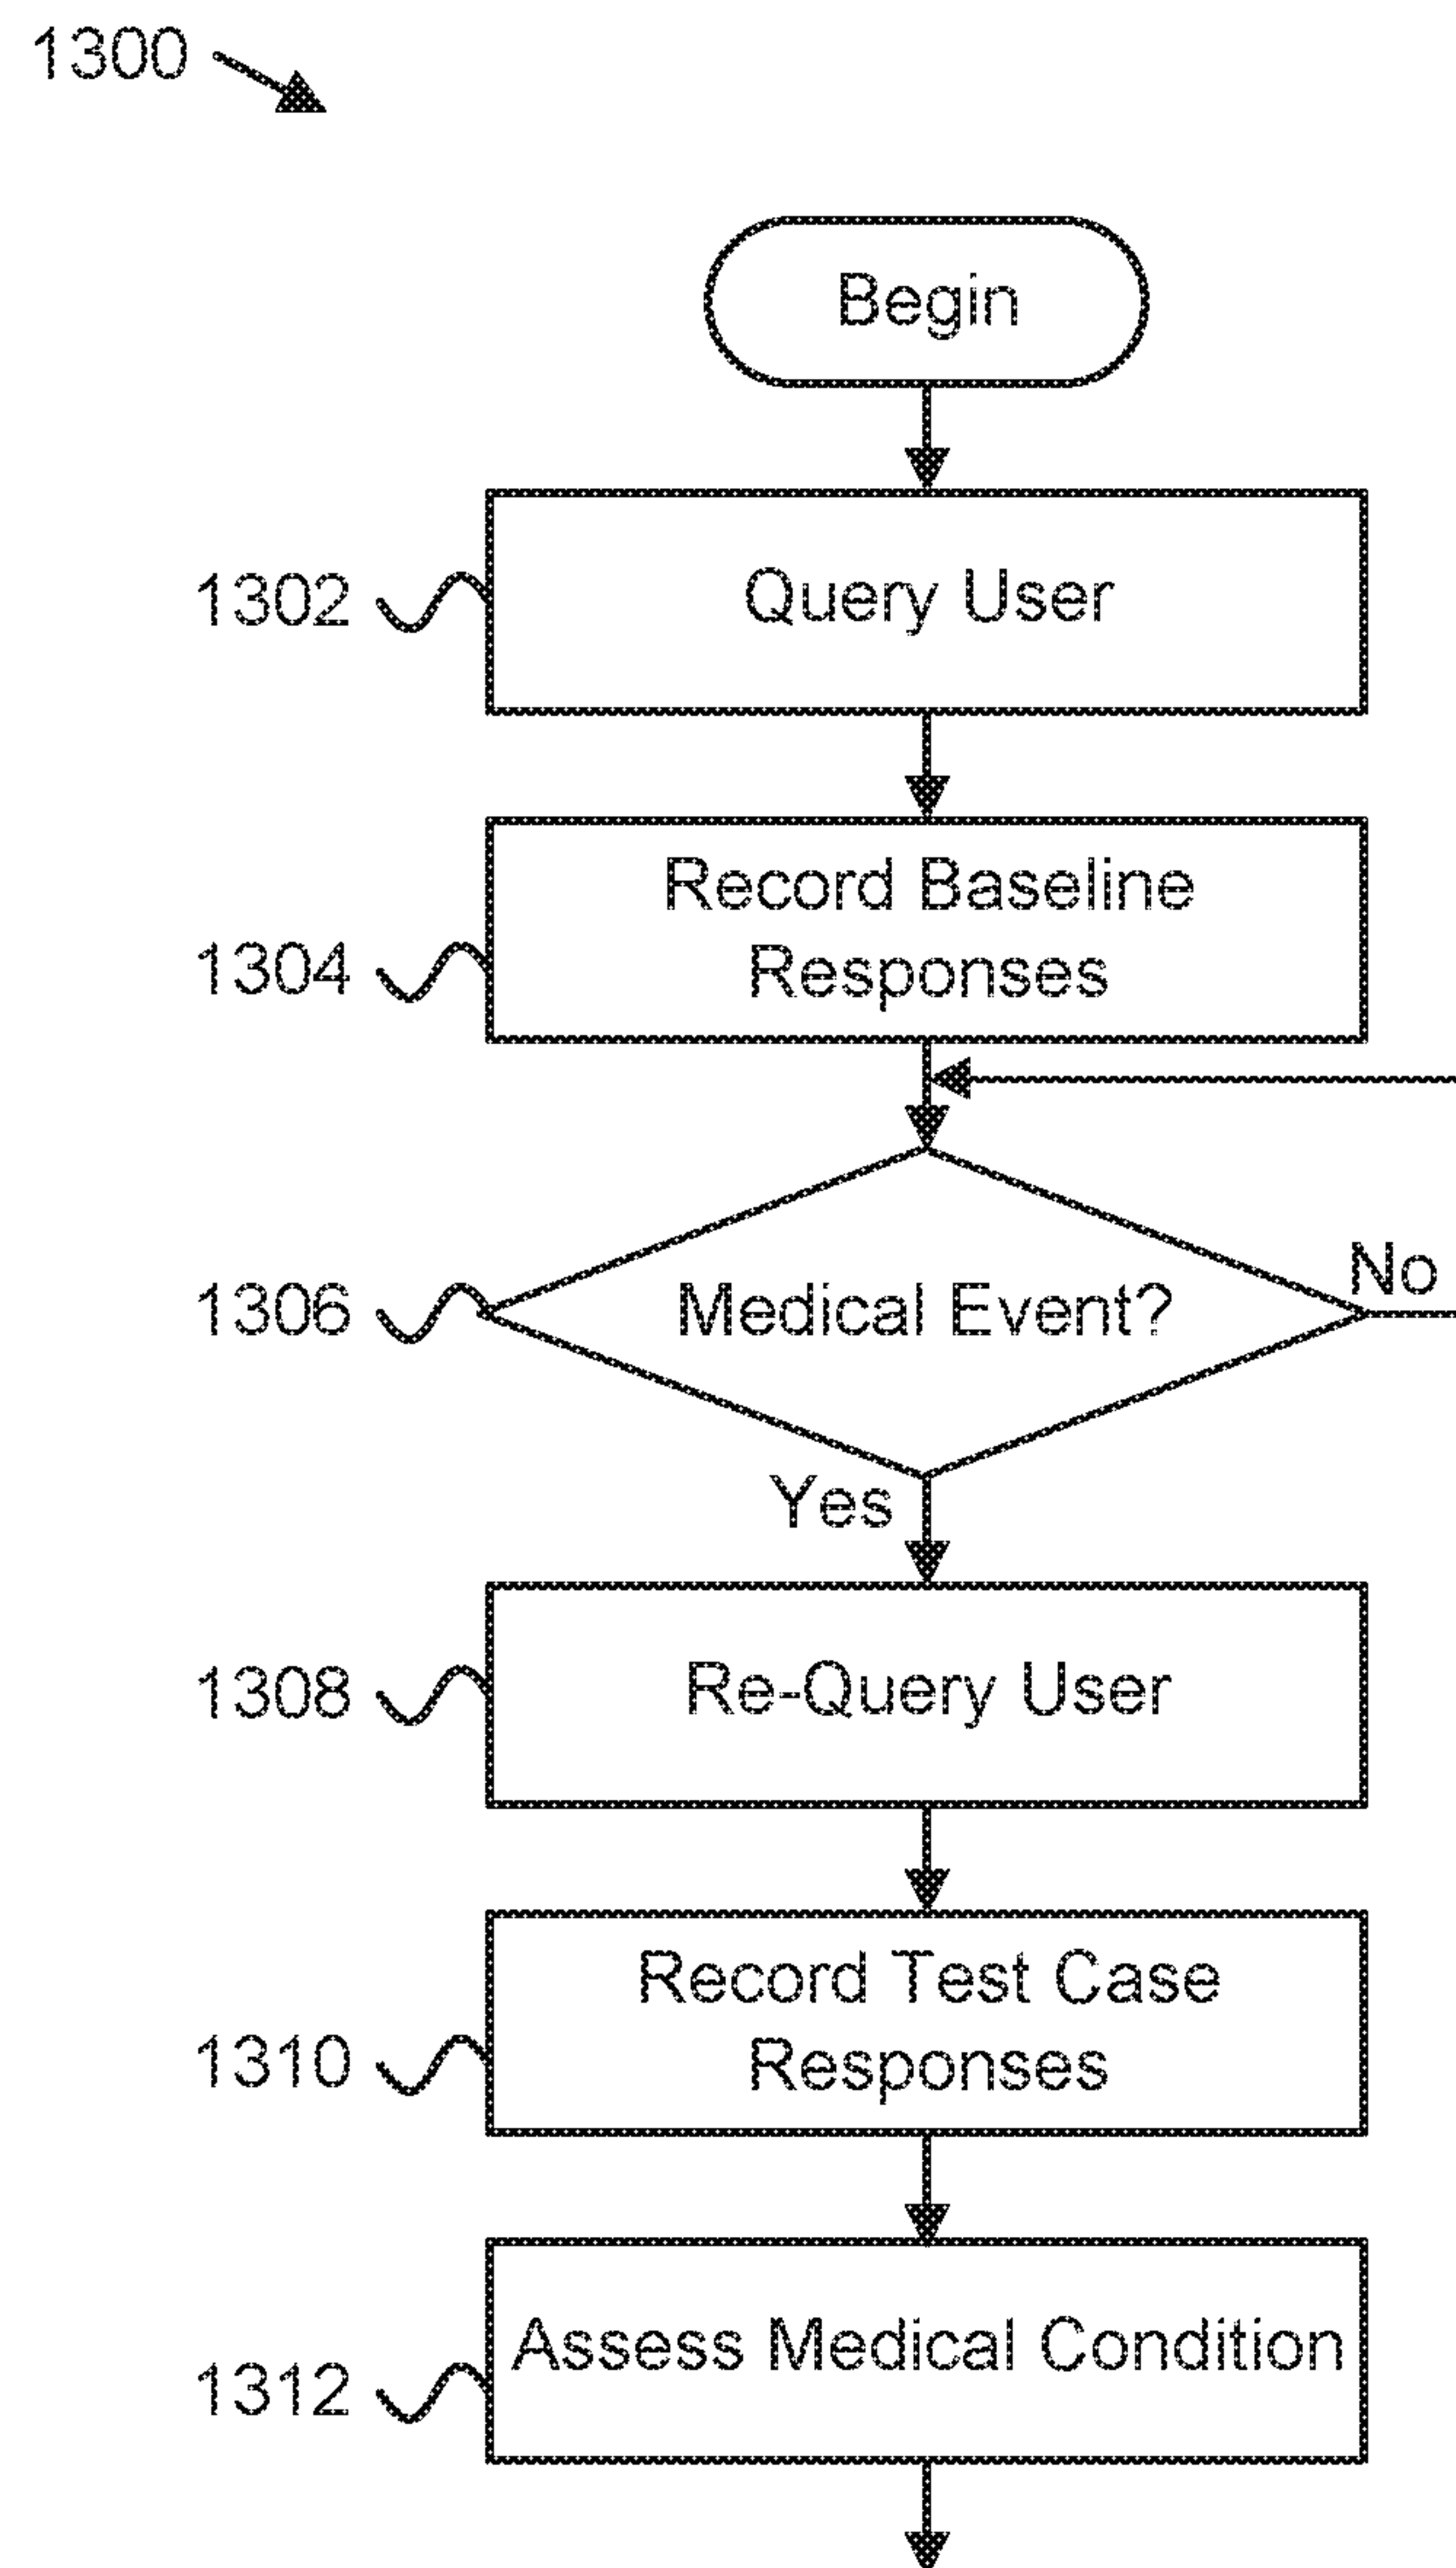 1300
Begin
1302
Query User
Record Baseline
1304
Responses
1306
Medical Event?
No
Yes
1308
Re-Query User
Record Test Case
1310
Responses
1312
Assess Medical Condition